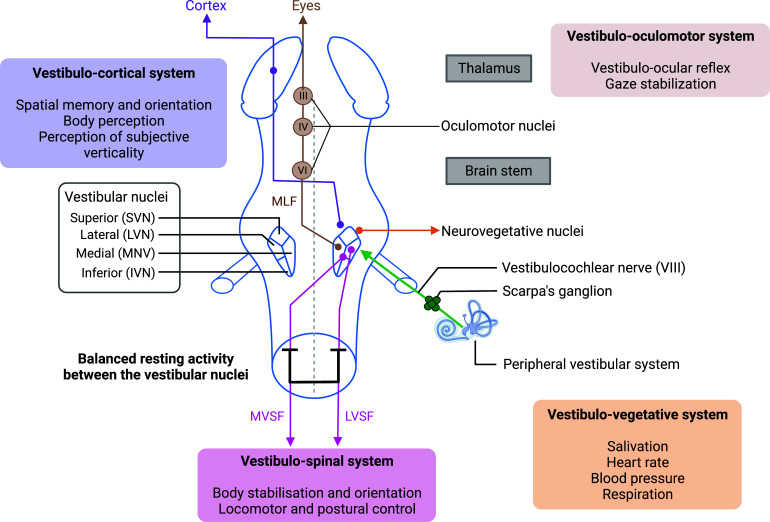 Cortex
Eyes
Vestibulo-cortical system
Spatial memory and orientation
Body perception
Perception of subjective
verticality
Thalamus
Vestibulo-oculomotor system
Vestibulo-ocular reflex
Gaze stabilization
III
IV
VI
Oculomotor nuclei
Brain stem
MLF
Vestibular nuclei
Superior (SVN)
Lateral (LVN)
Medial (MNV)
Inferior (IVN)
Neurovegetative nuclei
Vestibulocochlear nerve (VIII)
Scarpa's ganglion
Peripheral vestibular system
Balanced resting activity
between the vestibular nuclei
MVSF
LVSF
Vestibulo-spinal system
Body stabilisation and orientation
Locomotor and postural control
Vestibulo-vegetative system
Salivation
Heart rate
Blood pressure
Respiration